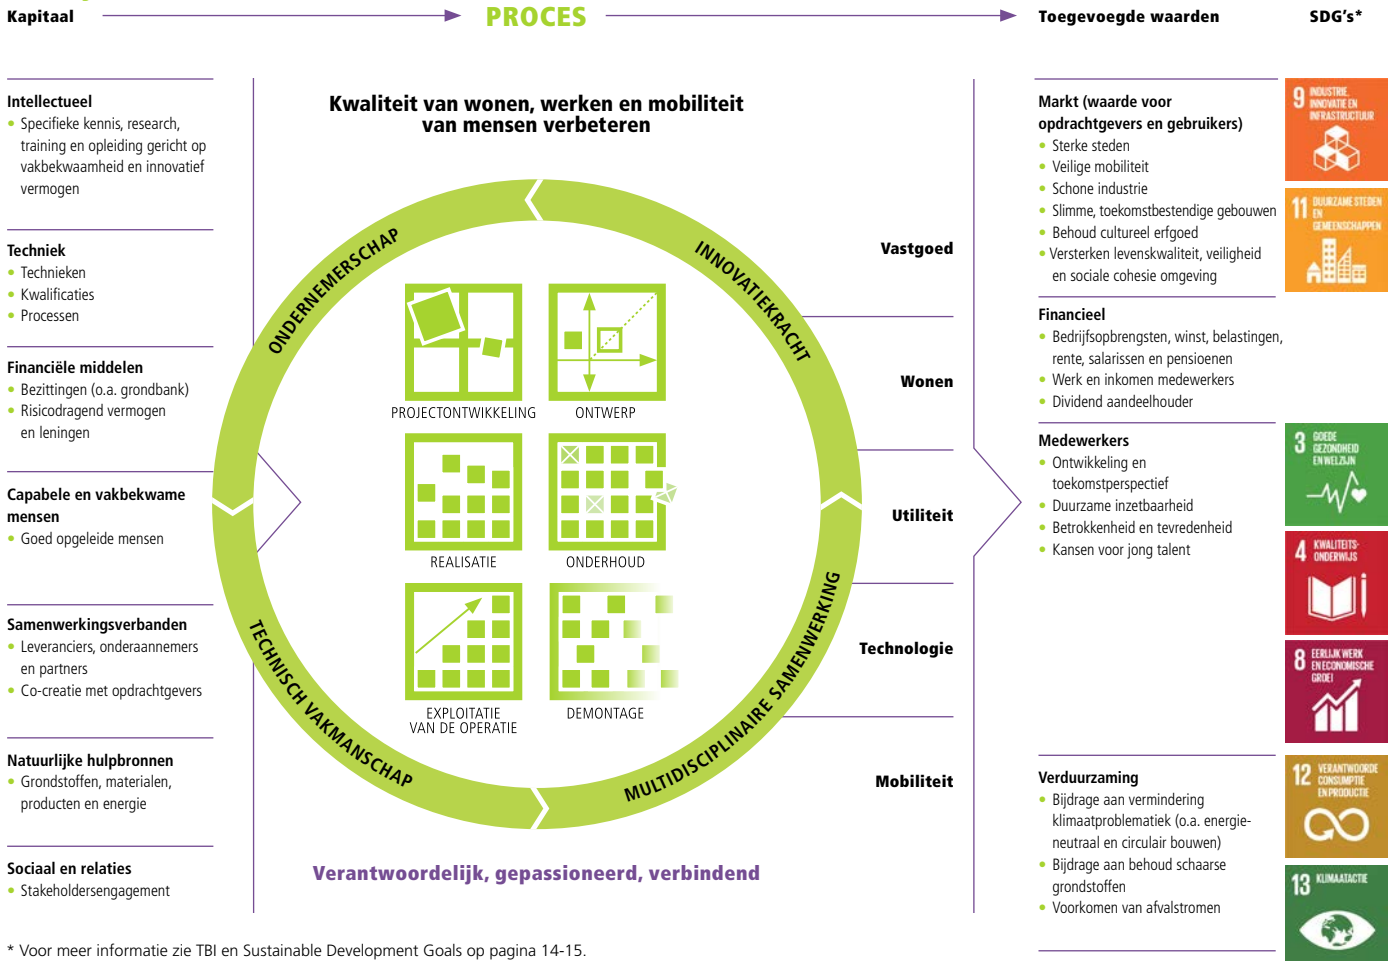 Kapitaal
PROCES
Toegevoegde waarden
SDG's*
Intellectueel
• Specifieke kennis, research,
training en opleiding gericht op
vakbekwaamheid en innovatief
vermogen
Techniek
• Technieken
• Kwalificaties
• Processen
Financiële middelen
• Bezittingen (o.a. grondbank)
• Risicodragend vermogen
en leningen
Capabele en vakbekwame
mensen
• Goed opgeleide mensen
Samenwerkingsverbanden
• Leveranciers, onderaannemers
en partners
• Co-creatie met opdrachtgevers
Natuurlijke hulpbronnen
• Grondstoffen, materialen,
producten en energie
Sociaal en relaties
• Stakeholdersengagement
Kwaliteit van wonen, werken en mobiliteit
van mensen verbeteren
ONDERNEMERSCHAP
INNOVATIEKRACHT
TECHNISCH VAKMANSCHAP
MULTIDISCIPLINAIRE SAMENWERKING
PROJECTONTWIKKELING
ONTWERP
REALISATIE
ONDERHOUD
EXPLOITATIE
VAN DE OPERATIE
DEMONTAGE
Verantwoordelijk, gepassioneerd, verbindend
Vastgoed
Wonen
Utiliteit
Technologie
Mobiliteit
Markt (waarde voor
opdrachtgevers en gebruikers)
• Sterke steden
• Veilige mobiliteit
• Schone industrie
• Slimme, toekomstbestendige gebouwen
• Behoud cultureel erfgoed
• Versterken levenskwaliteit, veiligheid
en sociale cohesie omgeving
Financieel
• Bedrijfsopbrengsten, winst, belastingen,
rente, salarissen en pensioenen
• Werk en inkomen medewerkers
• Dividend aandeelhouder
Medewerkers
• Ontwikkeling en
toekomstperspectief
• Duurzame inzetbaarheid
• Betrokkenheid en tevredenheid
• Kansen voor jong talent
Verduurzaming
• Bijdrage aan vermindering
klimaatproblematiek (o.a. energie-
neutraal en circulair bouwen)
• Bijdrage aan behoud schaarse
grondstoffen
• Voorkomen van afvalstromen
9 INDUSTRIE,
INNOVATIE EN
INFRASTRUCTUUR
11 DUURZAME STEDEN
EN
GEMEENSCHAPPEN
3 GOEDE
GEZONDHEID
EN WELZIJN
4 KWALITEITS-
ONDERWIJS
8 EERLIJK WERK
EN ECONOMISCHE
GROEI
12 VERANTWOORDE
CONSUMPTIE
EN PRODUCTIE
13 KLIMAATACTIE
* Voor meer informatie zie TBI en Sustainable Development Goals op pagina 14-15.